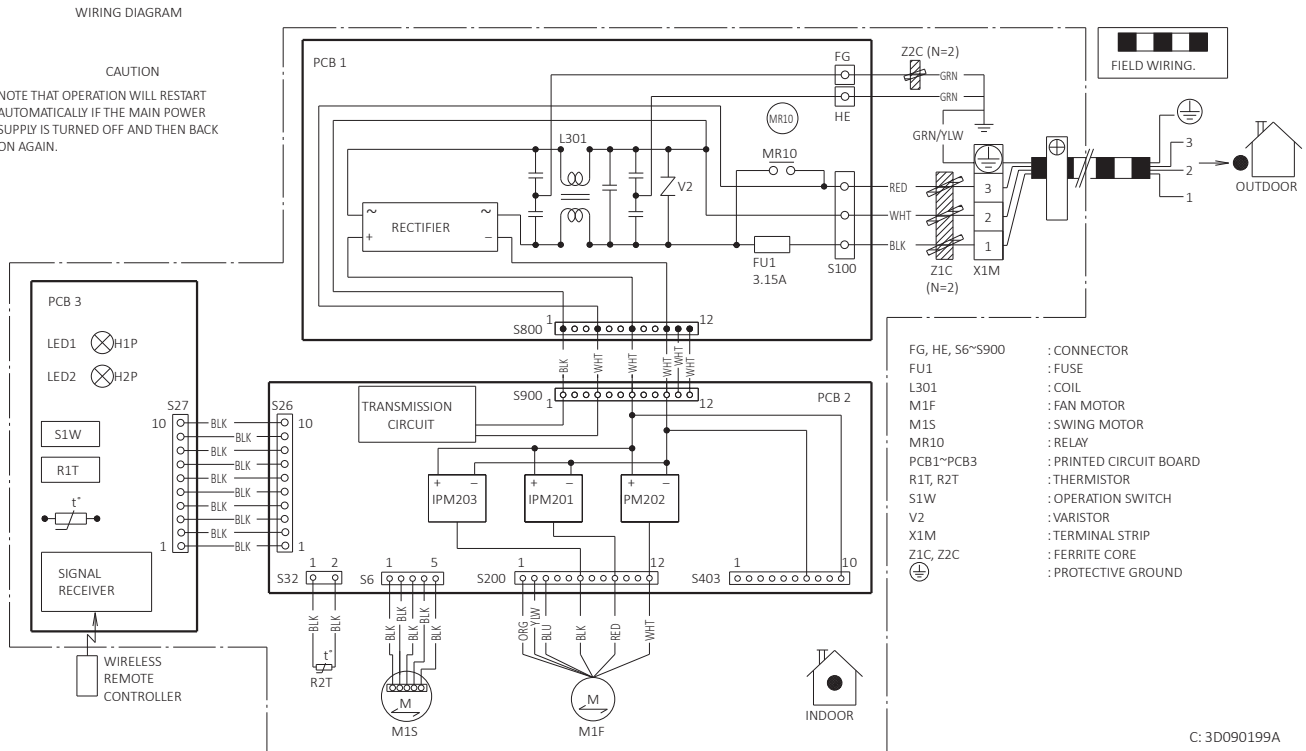 WIRING DIAGRAM
CAUTION
NOTE THAT OPERATION WILL RESTART
AUTOMATICALLY IF THE MAIN POWER
SUPPLY IS TURNED OFF AND THEN BACK
ON AGAIN.
PCB 1
FG
HE
Z2C (N=2)
GRN
GRN
GRN/YLW
FIELD WIRING.
MR10
MR10
L301
V2
RECTIFIER
~
~
+
−
FU1
3.15A
S100
RED
WHT
BLK
Z1C
(N=2)
X1M
3
2
1
3
2
1
OUTDOOR
S800
1
12
BLK
WHT
WHT
WHT
WHT
WHT
S900
1
12
PCB 2
TRANSMISSION
CIRCUIT
+
−
IPM203
+
−
IPM201
+
−
PM202
PCB 3
LED1
H1P
LED2
H2P
S1W
R1T
t°
SIGNAL
RECEIVER
WIRELESS
REMOTE
CONTROLLER
S27
10
1
S26
10
1
BLK
BLK
BLK
BLK
BLK
BLK
BLK
BLK
BLK
BLK
S32
1
2
BLK
BLK
t°
R2T
S6
1
5
BLK
BLK
BLK
BLK
BLK
M
M1S
S200
1
12
ORG
YLW
BLU
BLK
RED
WHT
M
M1F
S403
1
10
INDOOR
FG, HE, S6~S900 : CONNECTOR
FU1 : FUSE
L301 : COIL
M1F : FAN MOTOR
M1S : SWING MOTOR
MR10 : RELAY
PCB1~PCB3 : PRINTED CIRCUIT BOARD
R1T, R2T : THERMISTOR
S1W : OPERATION SWITCH
V2 : VARISTOR
X1M : TERMINAL STRIP
Z1C, Z2C : FERRITE CORE
: PROTECTIVE GROUND
C: 3D090199A